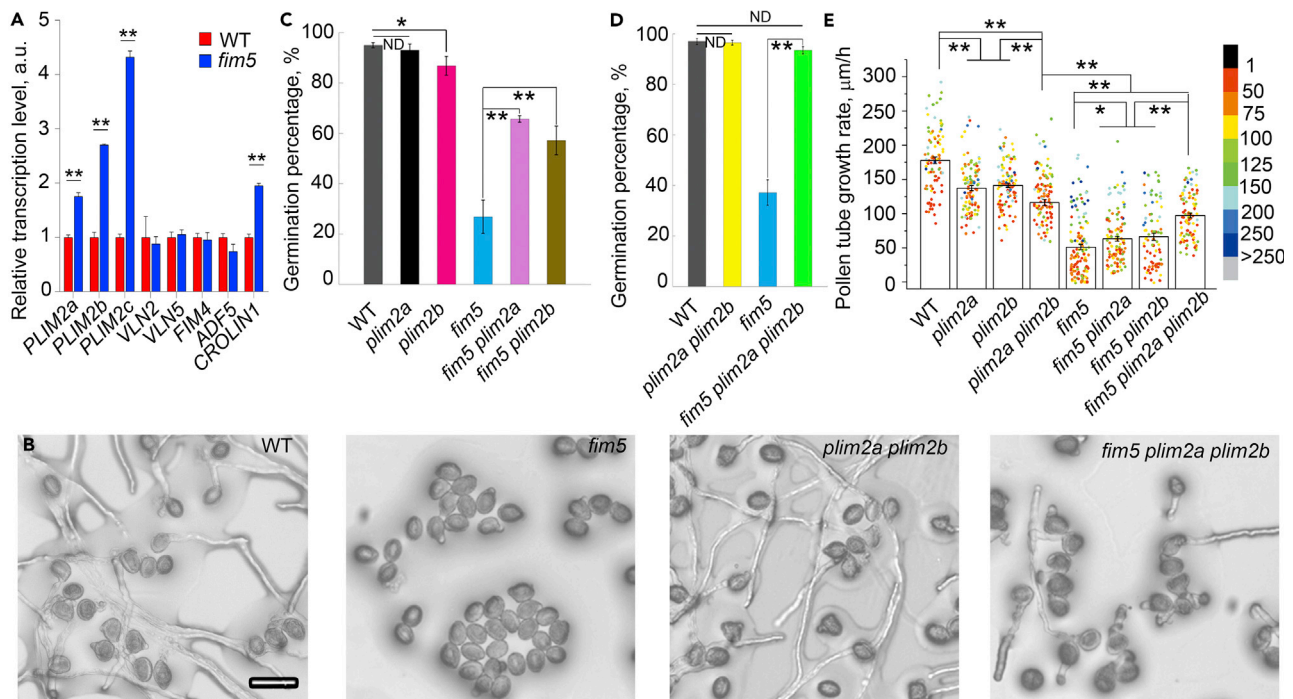 A
Relative transcription level, a.u.
5
4
3
2
1
0
WT
fim5
**
**
**
**
PLIM2a
PLIM2b
PLIM2c
VLN2
VLN5
FIM4
ADF5
CROLIN1
C
Germination percentage, %
100
80
60
40
20
0
*
ND
**
**
WT
plim2a
plim2b
fim5
fim5 plim2a
fim5 plim2b
D
Germination percentage, %
100
80
60
40
20
0
ND
ND
**
WT
plim2a plim2b
fim5
fim5 plim2a plim2b
E
Pollen tube growth rate, μm/h
300
250
200
150
100
50
0
**
** **
**
**
* **
WT
plim2a
plim2b
plim2a plim2b
fim5
fim5 plim2a
fim5 plim2b
fim5 plim2a plim2b
1
50
75
100
125
150
200
250
>250
B
WT
fim5
plim2a plim2b
fim5 plim2a plim2b